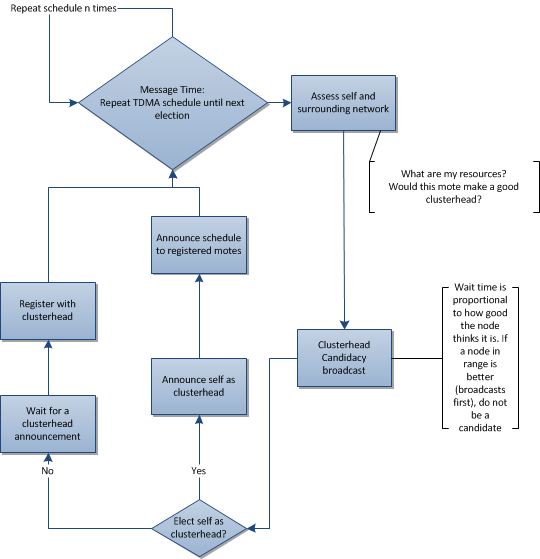 Repeat schedule n times
Message Time:
Repeat TDMA schedule until next
election
Assess self and
surrounding network
What are my resources?
Would this mote make a good
clusterhead?
Announce schedule
to registered motes
Register with
clusterhead
Wait time is
proportional
to how good
the node
thinks it is. If
a node in
range is
better
(broadcasts
first), do not
be a
candidate
Clusterhead
Candidacy
broadcast
Announce self as
clusterhead
Wait for a
clusterhead
announcement
No
Yes
Elect self as
clusterhead?